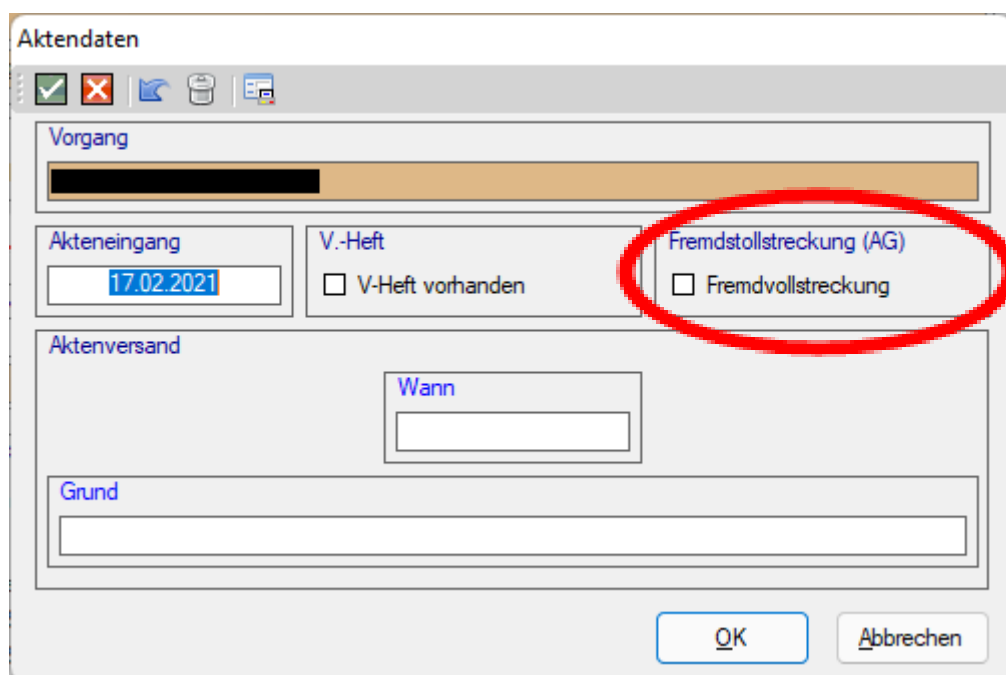 Aktendaten
Vorgang
Akteneingang
17.02.2021
V.-Heft
V-Heft vorhanden
Fremdstollstreckung (AG)
Fremdvollstreckung
Aktenversand
Wann
Grund
OK
Abbrechen